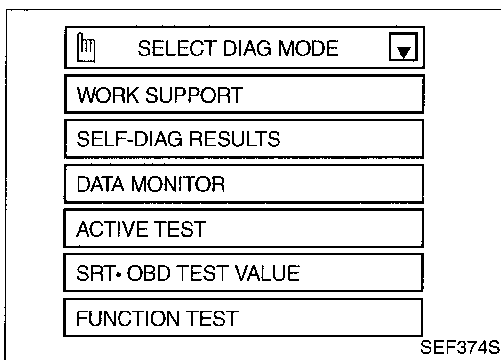 SELECT DIAG MODE
WORK SUPPORT
SELF-DIAG RESULTS
DATA MONITOR
ACTIVE TEST
SRT• OBD TEST VALUE
FUNCTION TEST
SEF374S